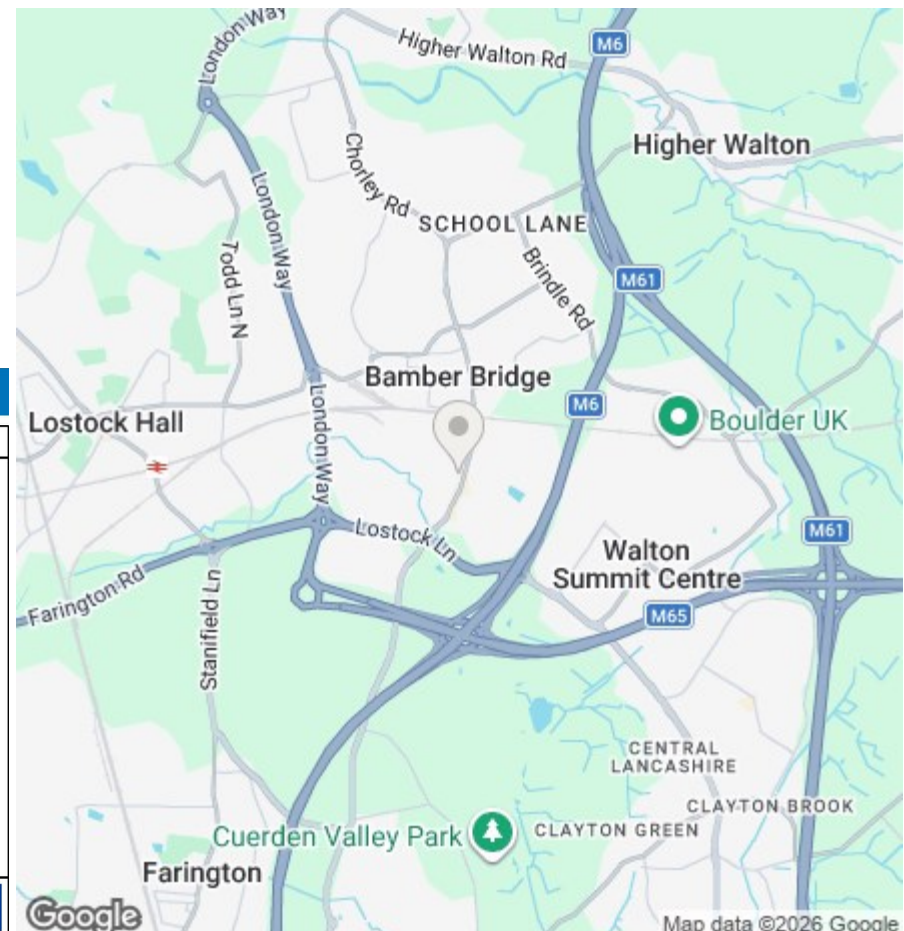 London Way
M6
Higher Walton Rd
Higher Walton
Chorley Rd
SCHOOL LANE
London Way
Todd Ln N
Brindle Rd
M61
Bamber Bridge
M6
Boulder UK
Lostock Hall
London Way
Lostock Ln
M61
Walton
Summit Centre
Farington Rd
M65
Stanifield Ln
CENTRAL
LANCASHIRE
CLAYTON BROOK
Cuerden Valley Park
CLAYTON GREEN
Farington
Google
Map data ©2026 Google